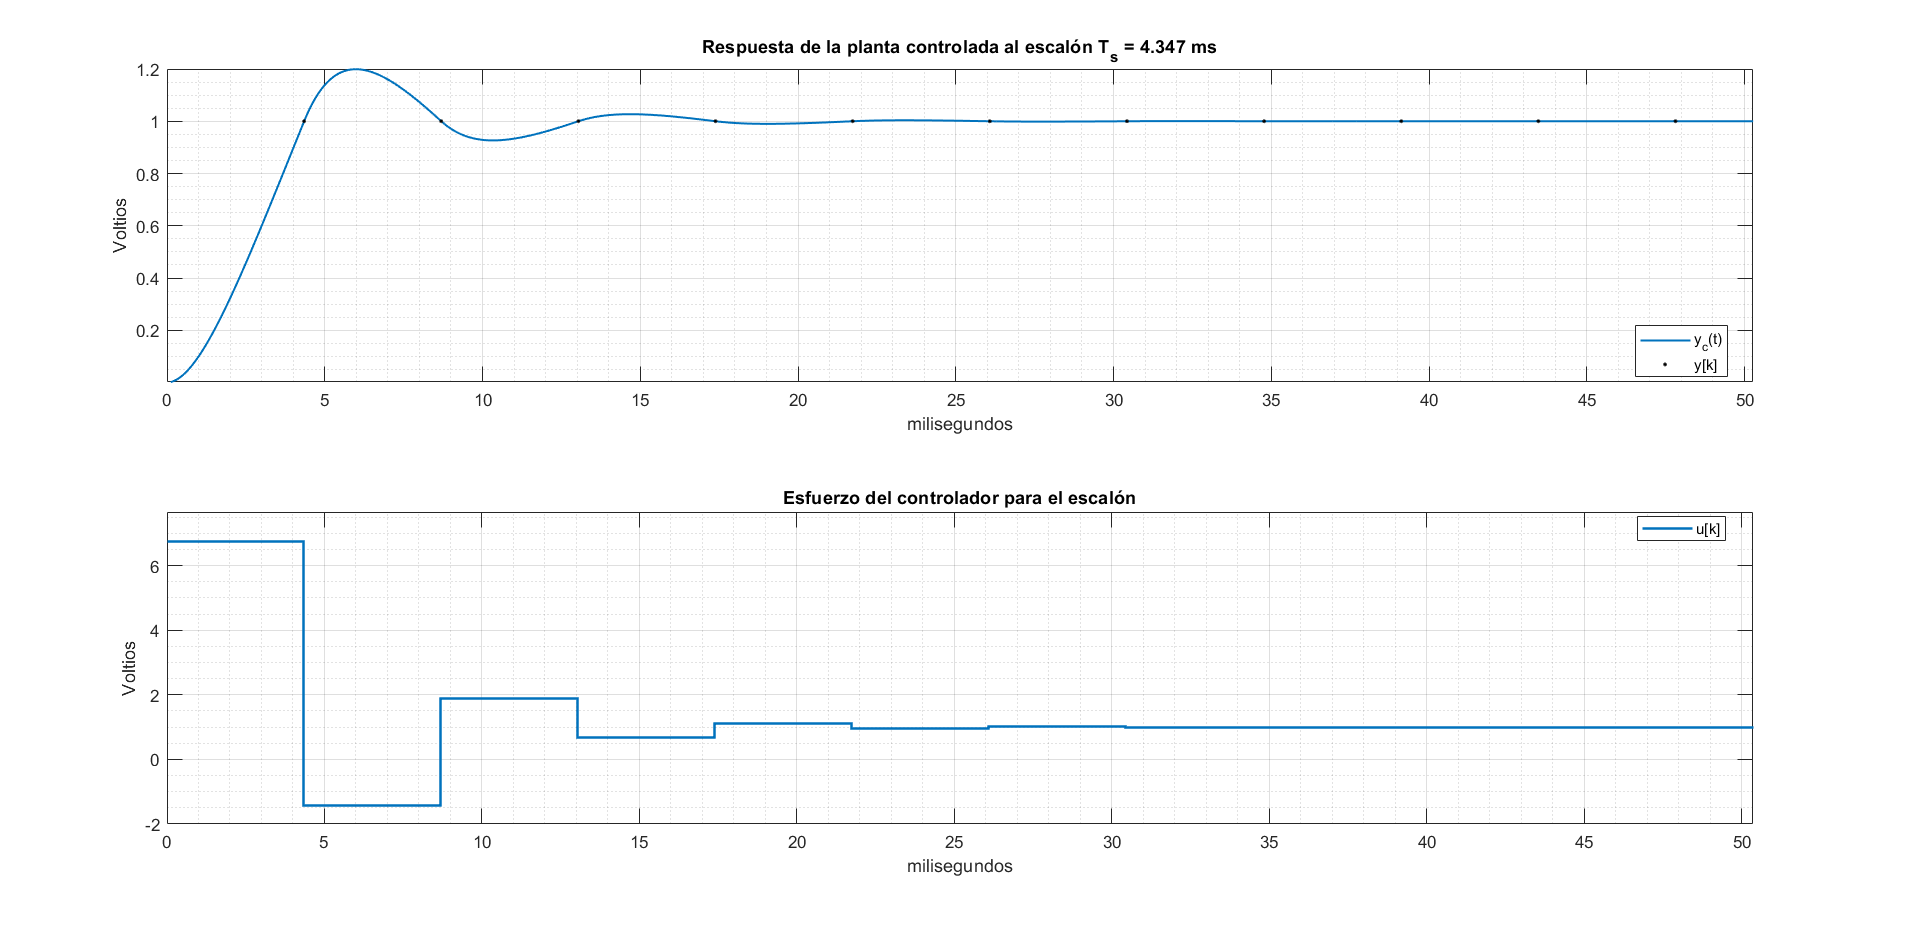 Respuesta de la planta controlada al escalón T_s = 4.347 ms
1.2
1
0.8
0.6
0.4
0.2
Voltios
y_c(t)
y[k]
0 5 10 15 20 25 30 35 40 45 50
milisegundos
Esfuerzo del controlador para el escalón
u[k]
6
4
2
0
-2
Voltios
0 5 10 15 20 25 30 35 40 45 50
milisegundos